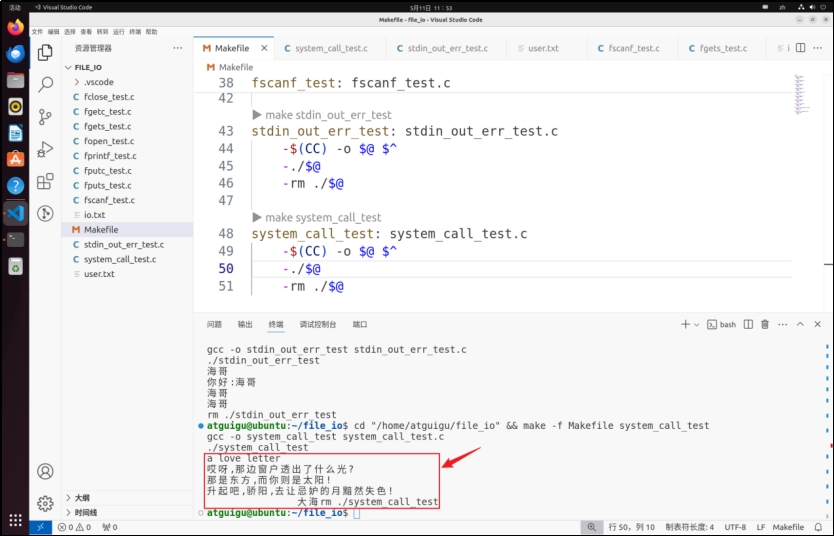 活动
Visual Studio Code
5月11日 11：53
zh
Makefile - file_io - Visual Studio Code
文件 编辑 选择 查看 转到 运行 终端 帮助
资源管理器
Makefile
system_call_test.c
stdin_out_err_test.c
user.txt
fscanf_test.c
fgets_test.c
FILE_IO
.vscode
fclose_test.c
fgetc_test.c
fgets_test.c
fopen_test.c
fprintf_test.c
fputc_test.c
fputs_test.c
fscanf_test.c
io.txt
Makefile
stdin_out_err_test.c
system_call_test.c
user.txt
大纲
时间线
Makefile
38 fscanf_test: fscanf_test.c
42
make stdin_out_err_test
43 stdin_out_err_test: stdin_out_err_test.c
44 -$(CC) -o $@ $^
45 -./$@
46 -rm ./$@
47
make system_call_test
48 system_call_test: system_call_test.c
49 -$(CC) -o $@ $^
50 -./$@
51 -rm ./$@
问题 输出 终端 调试控制台 端口
bash
gcc -o stdin_out_err_test stdin_out_err_test.c
./stdin_out_err_test
海哥
你好:海哥
海哥
海哥
rm ./stdin_out_err_test
atguigu@ubuntu:~/file_io$ cd "/home/atguigu/file_io" && make -f Makefile system_call_test
gcc -o system_call_test system_call_test.c
./system_call_test
a love letter
哎呀,那边窗户透出了什么光?
那是东方,而你则是太阳!
升起吧,骄阳,去让忌妒的月黯然失色!
大海rm ./system_call_test
atguigu@ubuntu:~/file_io$
0 0 0
行 50，列 10 制表符长度: 4 UTF-8 LF Makefile